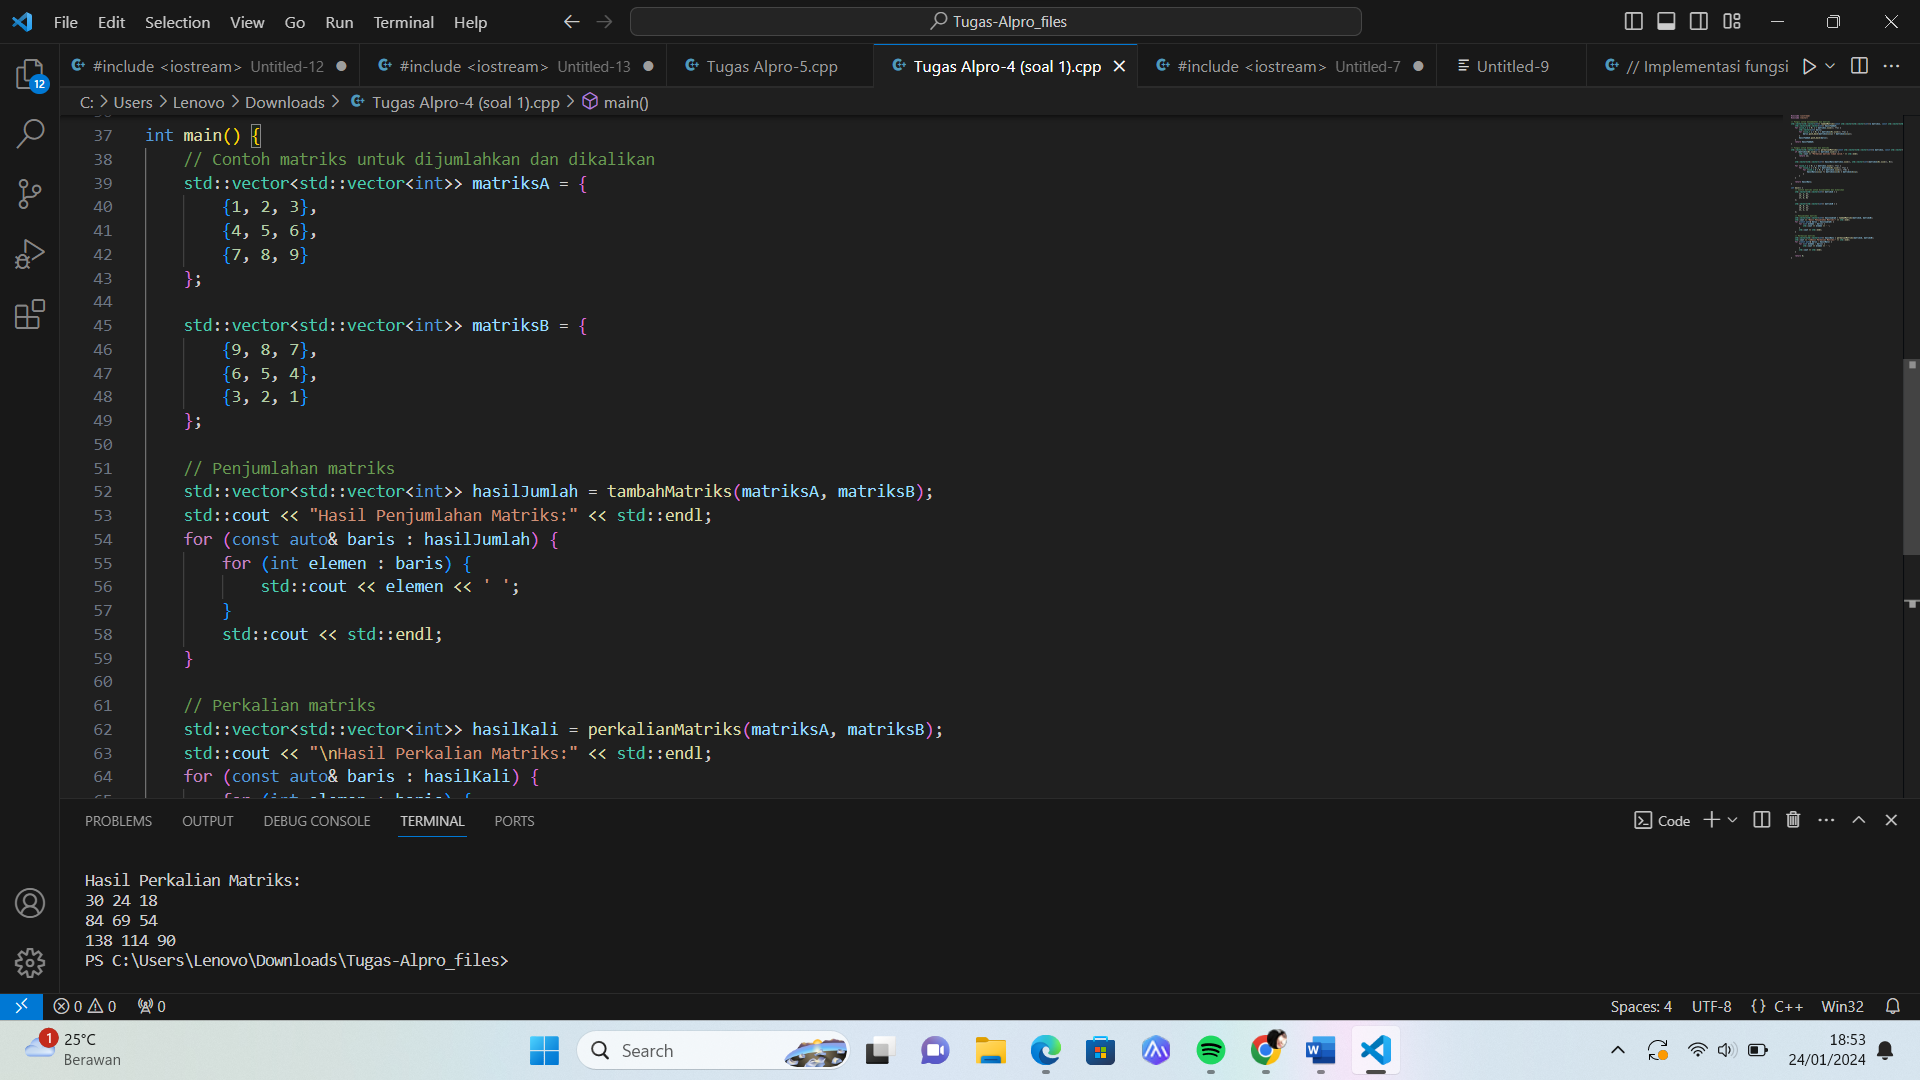 File Edit Selection View Go Run Terminal Help
Tugas-Alpro_files
#include <iostream> Untitled-12
#include <iostream> Untitled-13
Tugas Alpro-5.cpp
Tugas Alpro-4 (soal 1).cpp
#include <iostream> Untitled-7
Untitled-9
// Implementasi fungsi
12
C: > Users > Lenovo > Downloads > Tugas Alpro-4 (soal 1).cpp > main()
37 int main() {
38 // Contoh matriks untuk dijumlahkan dan dikalikan
39 std::vector<std::vector<int>> matriksA = {
40 {1, 2, 3},
41 {4, 5, 6},
42 {7, 8, 9}
43 };
44
45 std::vector<std::vector<int>> matriksB = {
46 {9, 8, 7},
47 {6, 5, 4},
48 {3, 2, 1}
49 };
50
51 // Penjumlahan matriks
52 std::vector<std::vector<int>> hasilJumlah = tambahMatriks(matriksA, matriksB);
53 std::cout << "Hasil Penjumlahan Matriks:" << std::endl;
54 for (const auto& baris : hasilJumlah) {
55 for (int elemen : baris) {
56 std::cout << elemen << ' ';
57 }
58 std::cout << std::endl;
59 }
60
61 // Perkalian matriks
62 std::vector<std::vector<int>> hasilKali = perkalianMatriks(matriksA, matriksB);
63 std::cout << "\nHasil Perkalian Matriks:" << std::endl;
64 for (const auto& baris : hasilKali) {
65 for (int elemen : baris) {
PROBLEMS OUTPUT DEBUG CONSOLE TERMINAL PORTS
Code
Hasil Perkalian Matriks:
30 24 18
84 69 54
138 114 90
PS C:\Users\Lenovo\Downloads\Tugas-Alpro_files>
0 0 0
Spaces: 4 UTF-8 {} C++ Win32
1
25°C
Berawan
Search
18:53
24/01/2024